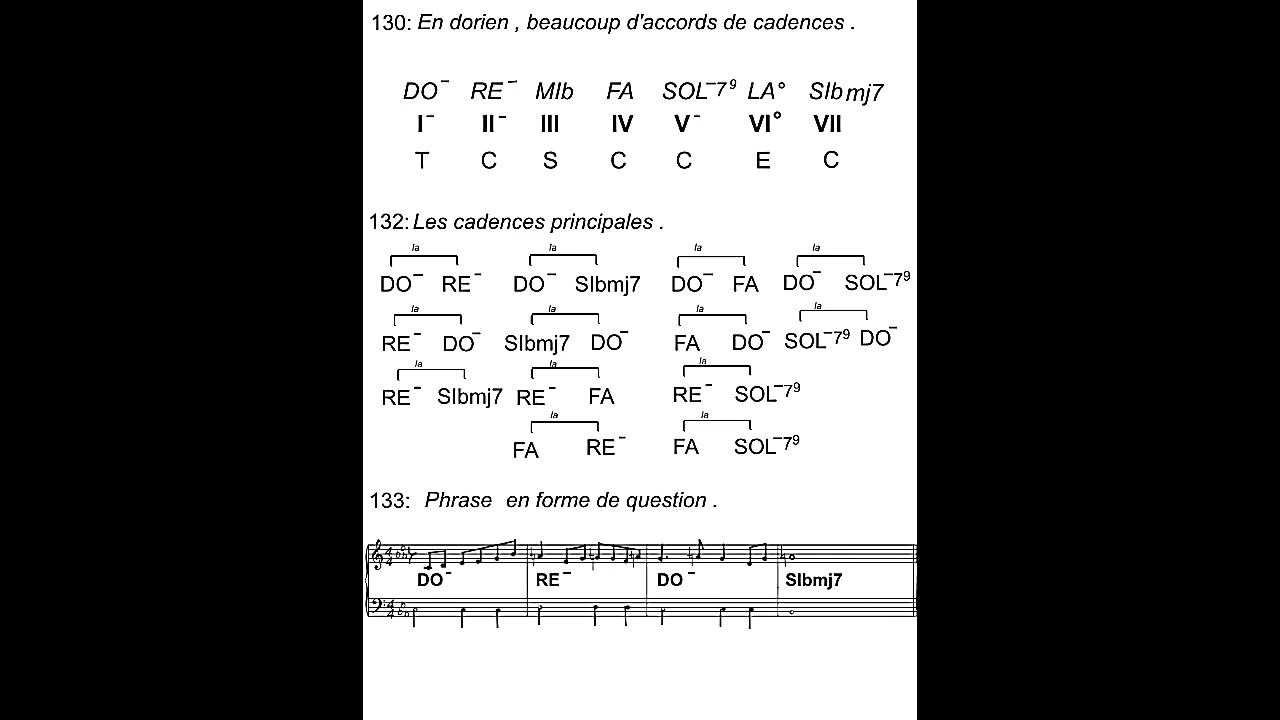 130: En dorien , beaucoup d'accords de cadences .
DO⁻ RE⁻ MIb FA SOL⁻7⁹ LA° SIb mj7
I⁻ II⁻ III IV V⁻ VI° VII
T C S C C E C
132: Les cadences principales .
la la la la
DO⁻ RE⁻ DO⁻ SIbmj7 DO⁻ FA DO⁻ SOL⁻7⁹
la la la la
RE⁻ DO⁻ SIbmj7 DO⁻ FA DO⁻ SOL⁻7⁹ DO⁻
la la la
RE⁻ SIbmj7 RE⁻ FA RE⁻ SOL⁻7⁹
la la
FA RE⁻ FA SOL⁻7⁹
133: Phrase en forme de question .
DO⁻ RE⁻ DO⁻ SIbmj7